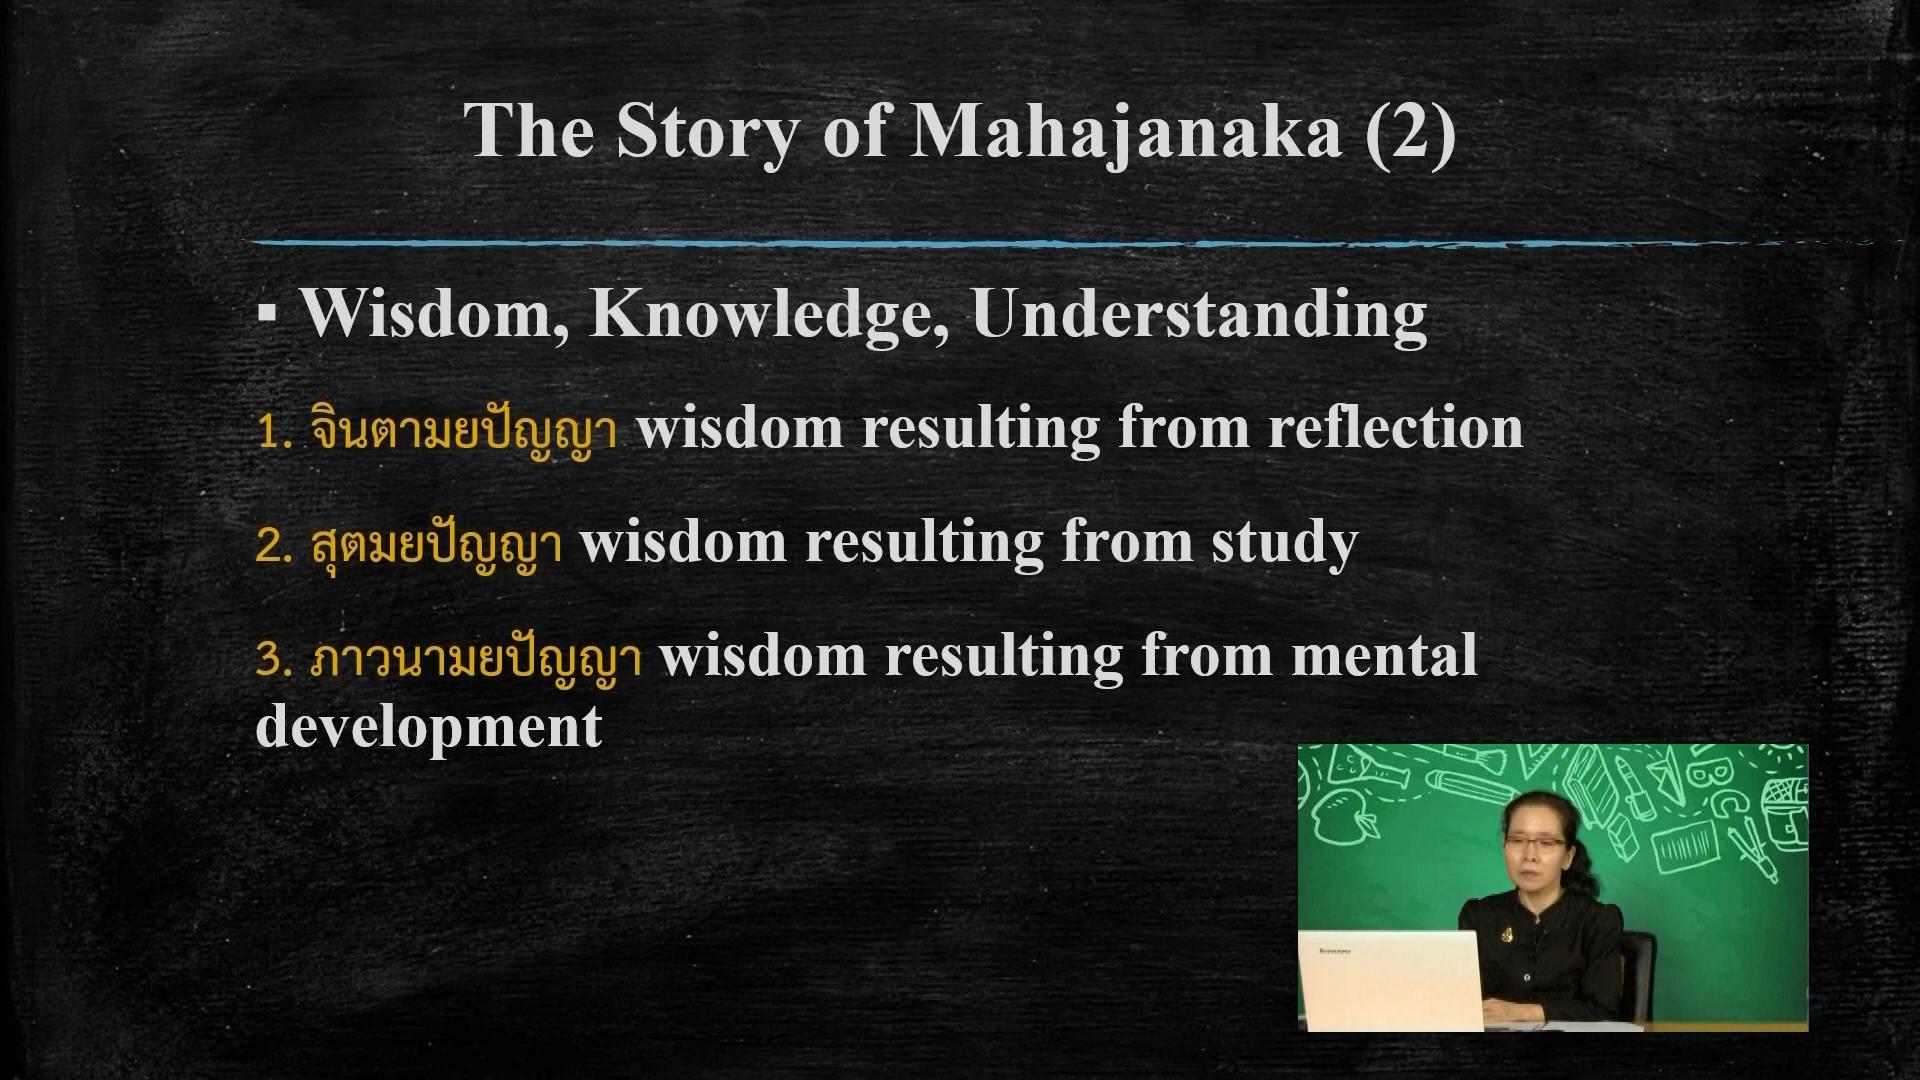 The Story of Mahajanaka (2)
▪ Wisdom, Knowledge, Understanding
1. จินตามยปัญญา wisdom resulting from reflection
2. สุตมยปัญญา wisdom resulting from study
3. ภาวนามยปัญญา wisdom resulting from mental
development